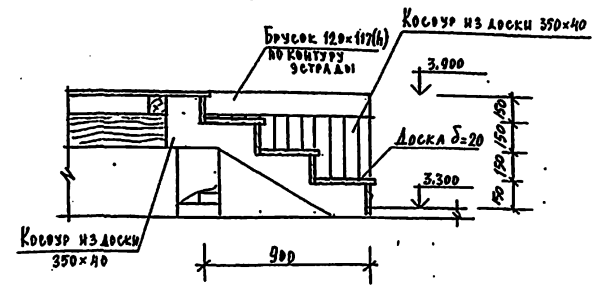 Косоур из доски 350×40
Брусок 120×117(h)
по контуру
эстрады
3.900
150
150
Доска δ=20
150
3.300
150
Косоур из доски
350×40
900